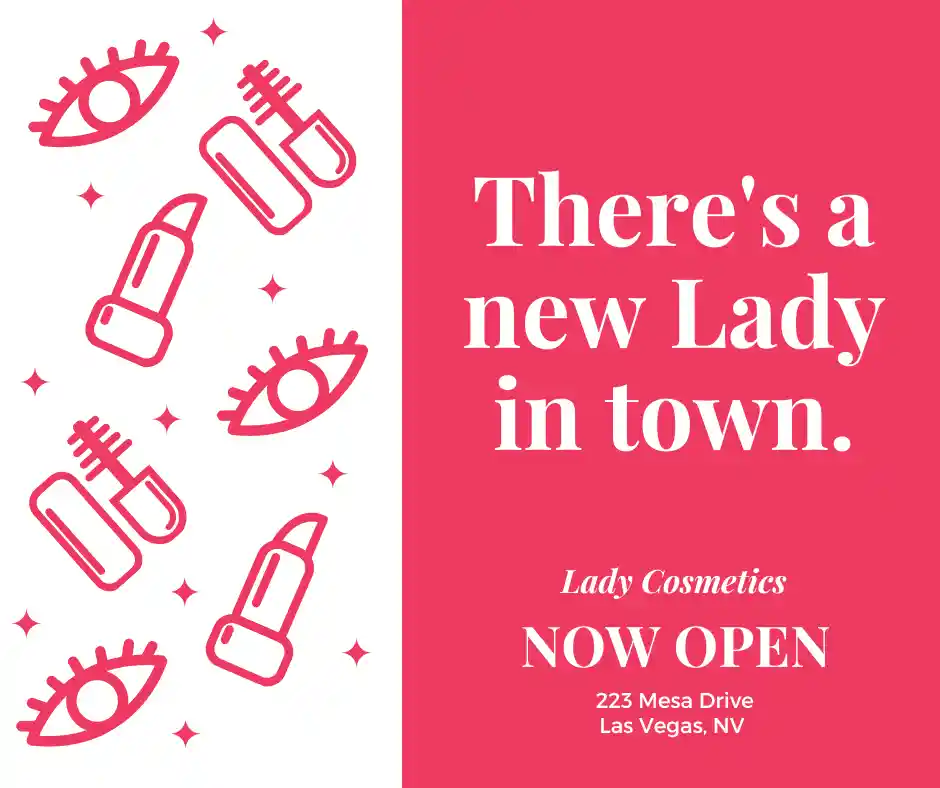 There's a
new Lady
in town.
Lady Cosmetics
NOW OPEN
223 Mesa Drive
Las Vegas, NV